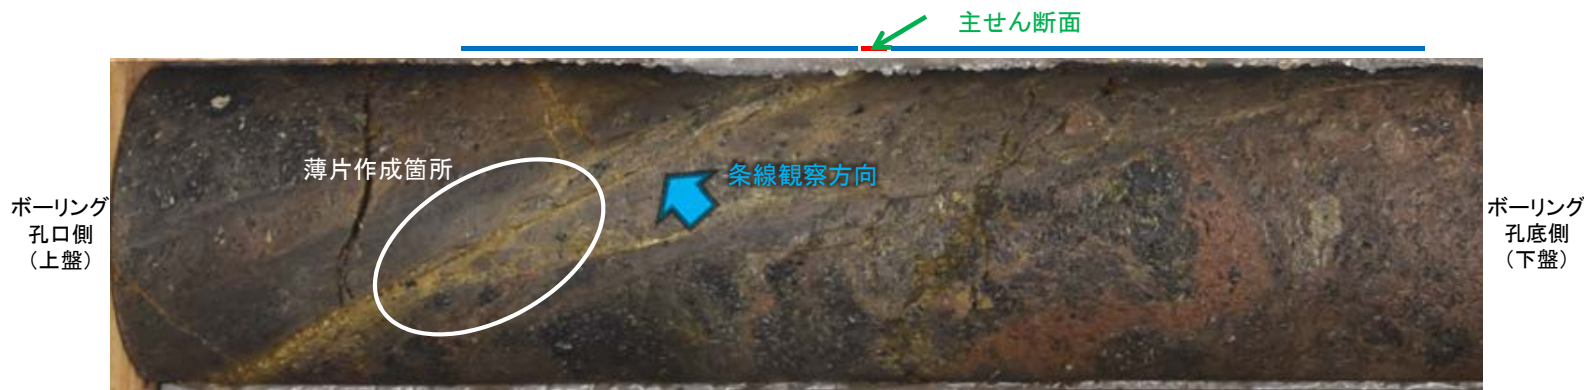 主せん断面
薄片作成箇所
条線観察方向
ボーリング
孔口側
（上盤）
ボーリング
孔底側
（下盤）